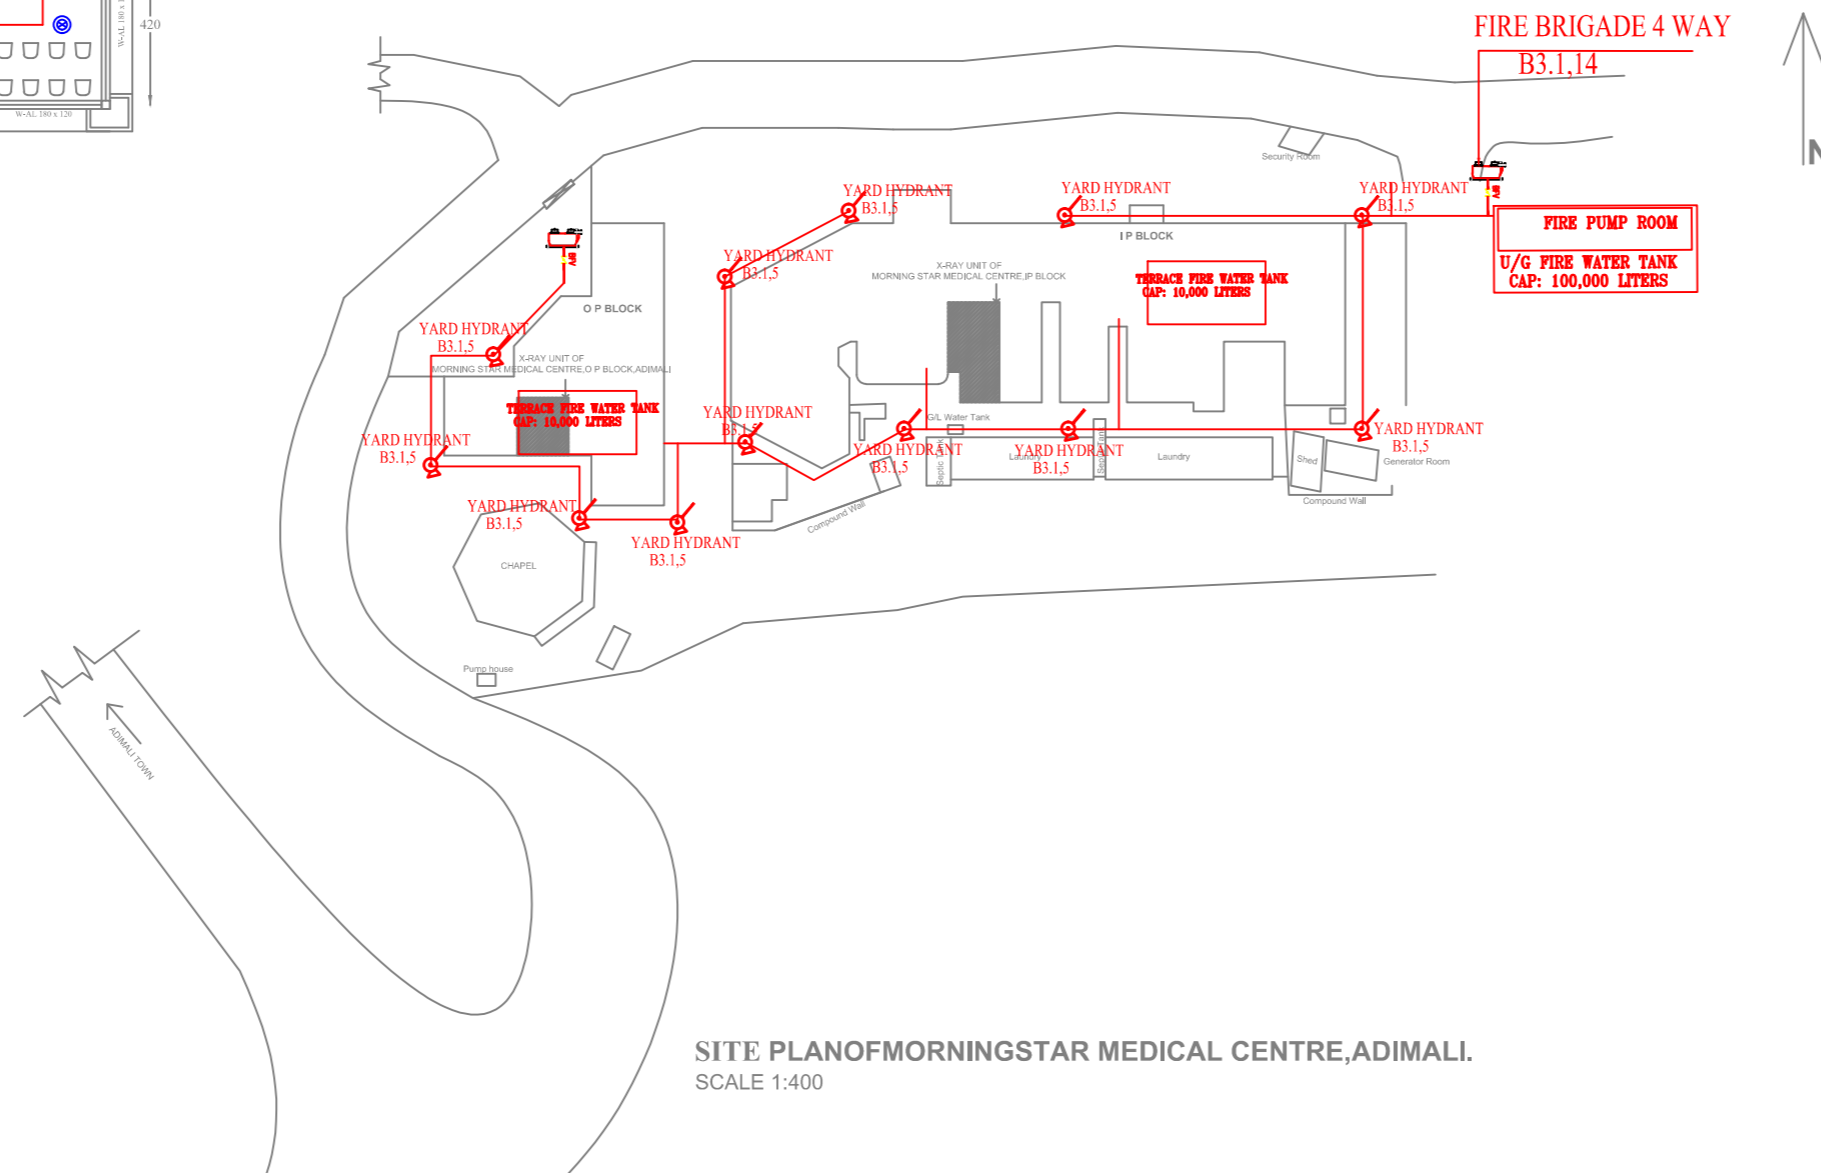 420
W-AL 180 x 120
FIRE BRIGADE 4 WAY
B3.1,14
N
Security Room
YARD HYDRANT
B3.1,5
YARD HYDRANT
B3.1,5
YARD HYDRANT
B3.1,5
FIRE PUMP ROOM
U/G FIRE WATER TANK
CAP: 100,000 LITERS
I P BLOCK
YARD HYDRANT
B3.1,5
X-RAY UNIT OF
MORNING STAR MEDICAL CENTRE,IP BLOCK
TERRACE FIRE WATER TANK
CAP: 10,000 LITERS
O P BLOCK
YARD HYDRANT
B3.1,5
X-RAY UNIT OF
MORNING STAR MEDICAL CENTRE,O P BLOCK,ADIMALI
TERRACE FIRE WATER TANK
CAP: 10,000 LITERS
YARD HYDRANT
B3.1,5
G/L Water Tank
YARD HYDRANT
B3.1,5
YARD HYDRANT
B3.1,5
YARD HYDRANT
B3.1,5
YARD HYDRANT
B3.1,5
Septic Tank
Laundry
Laundry
Shed
Generator Room
Compound Wall
Compound Wall
YARD HYDRANT
B3.1,5
YARD HYDRANT
B3.1,5
CHAPEL
Pump house
ADIMALI TOWN
SITE PLANOFMORNINGSTAR MEDICAL CENTRE,ADIMALI.
SCALE 1:400